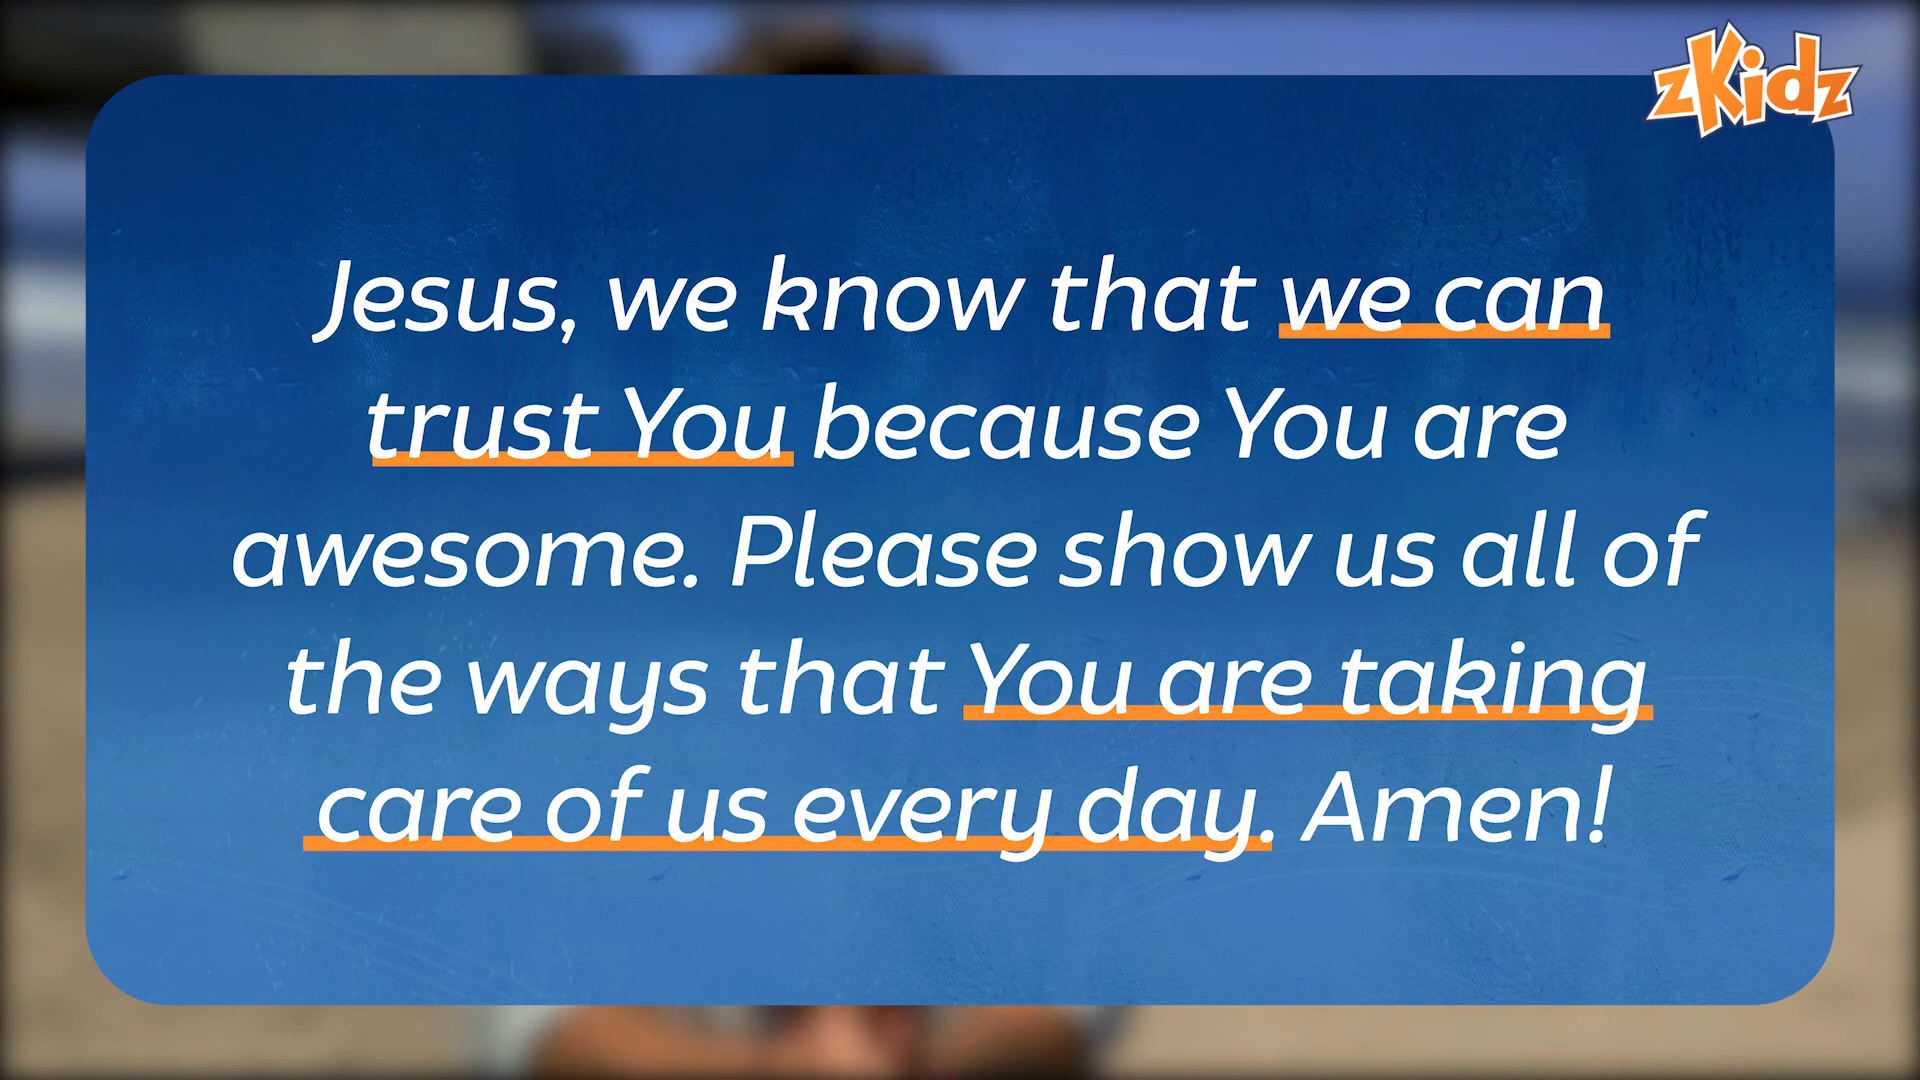 zKidz
Jesus, we know that we can
trust You because You are
awesome. Please show us all of
the ways that You are taking
care of us every day. Amen!